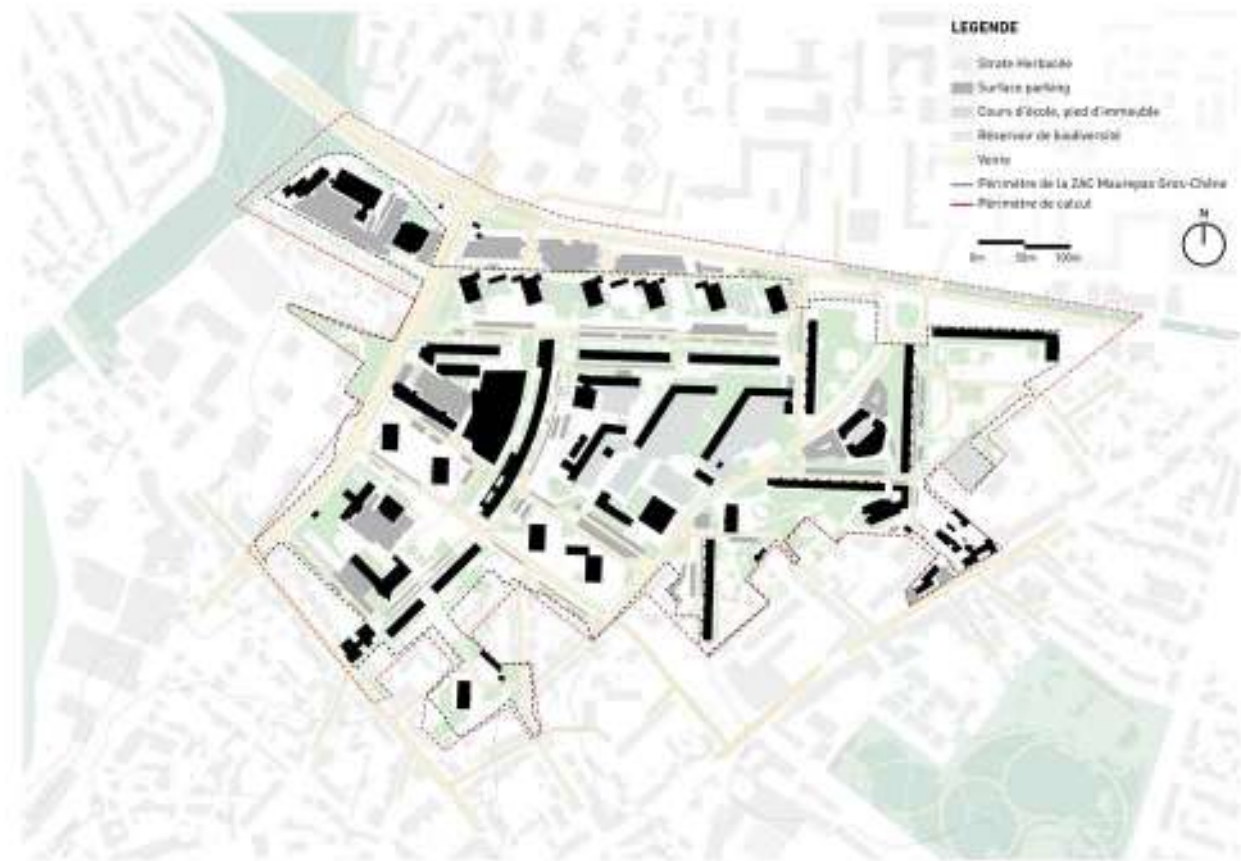 LEGENDE
Strate Herbacée
Surface parking
Cours d'école, pied d'immeuble
Réservoir de biodiversité
Voirie
Périmètre de la ZAC Maurepas Gros-Chêne
Périmètre de calcul
N
0m 50m 100m